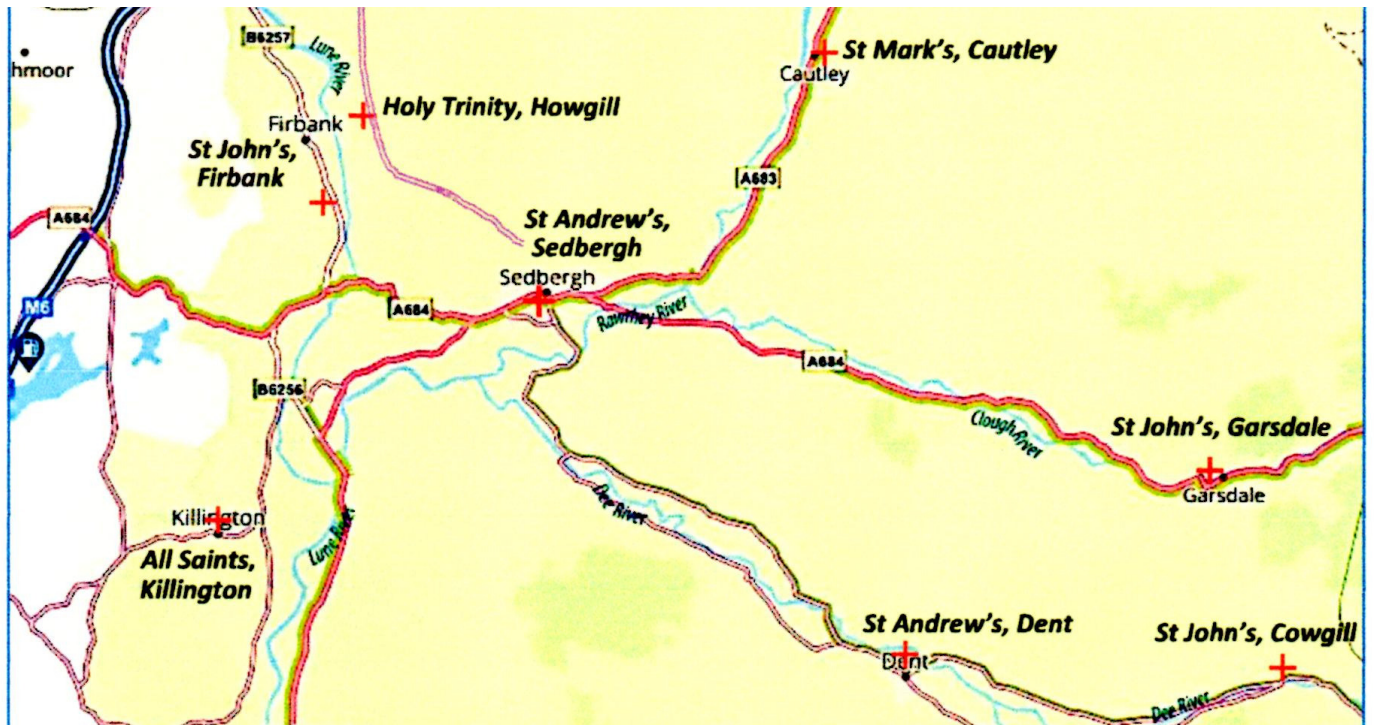 B6257
Lune River
hmoor
St Mark's, Cautley
Cautley
Holy Trinity, Howgill
Firbank
St John's,
Firbank
A683
A684
St Andrew's,
Sedbergh
Sedbergh
M6
A684
Rawthey River
A684
B6256
Clough River
St John's, Garsdale
Garsdale
Dee River
Killington
Lune River
All Saints,
Killington
St Andrew's, Dent
Dent
St John's, Cowgill
Dee River